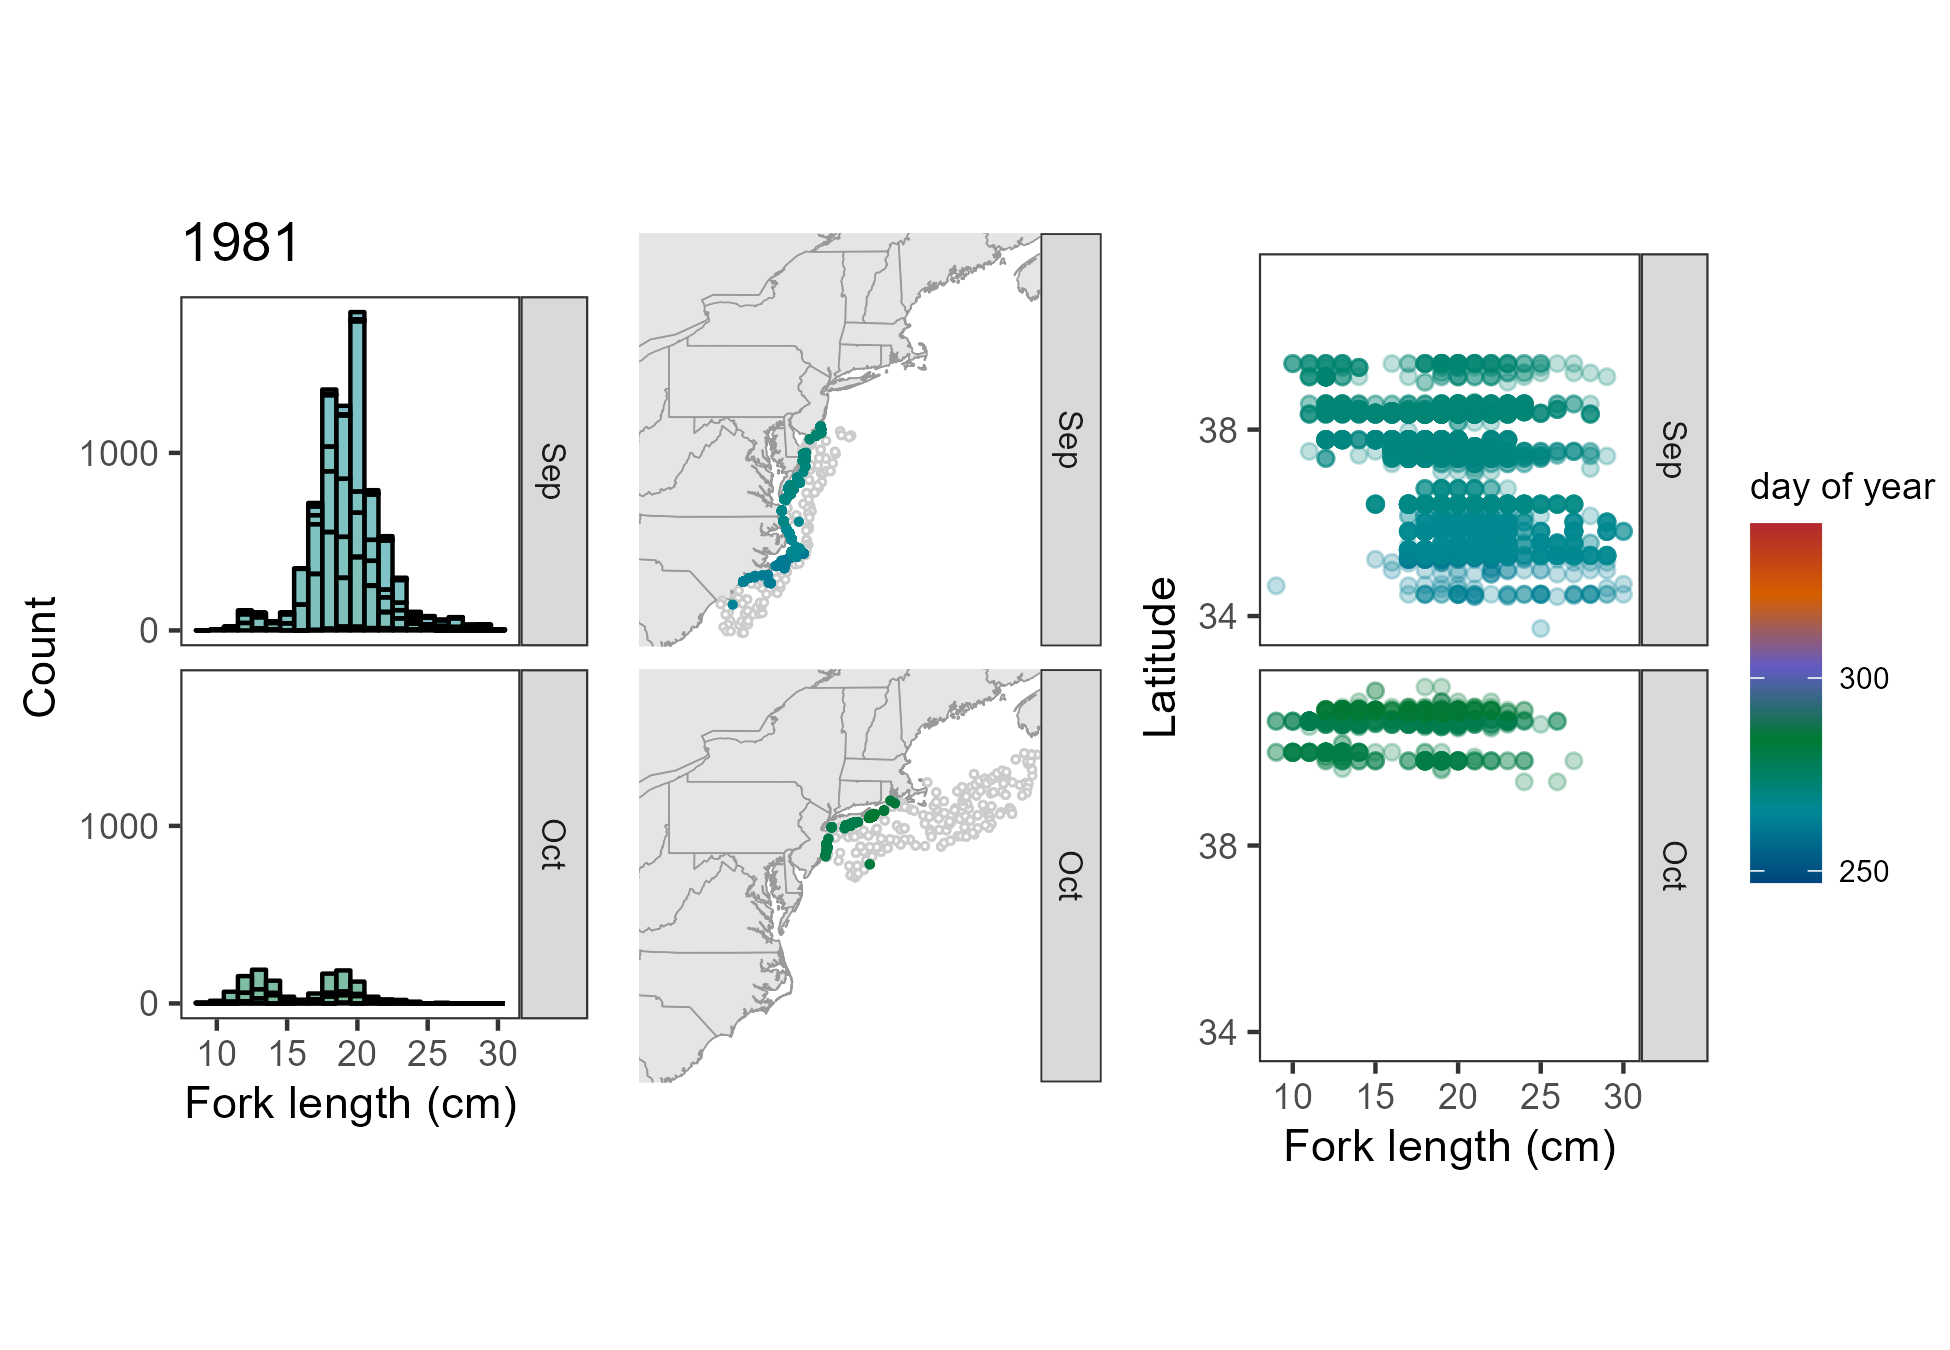 1981
Count
1000
0
Sep
1000
0
Oct
10 15 20 25 30
Fork length (cm)
Sep
Oct
Latitude
38
34
Sep
38
34
Oct
10 15 20 25 30
Fork length (cm)
day of year
300
250